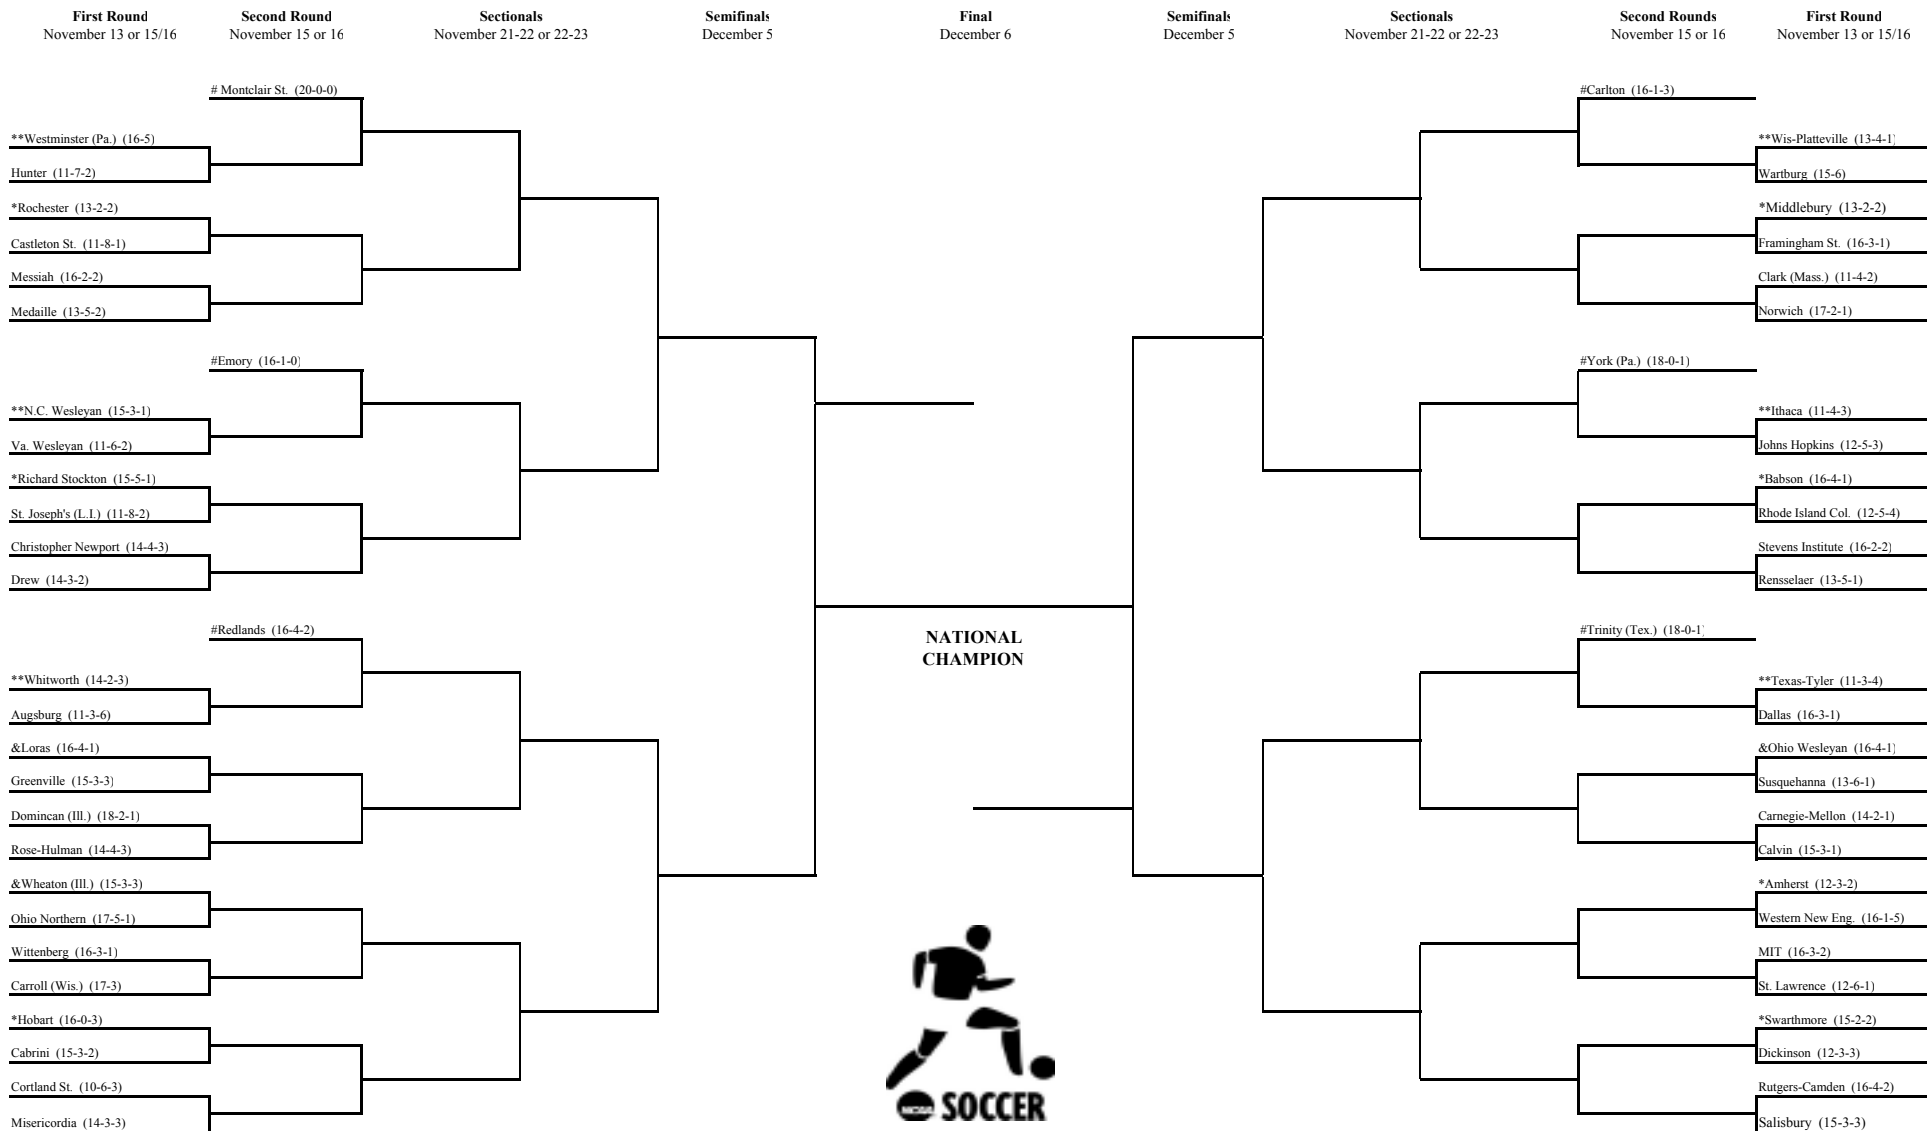 First Round
November 13 or 15/16
Second Round
November 15 or 16
Sectionals
November 21-22 or 22-23
Semifinals
December 5
Final
December 6
Semifinals
December 5
Sectionals
November 21-22 or 22-23
Second Rounds
November 15 or 16
First Round
November 13 or 15/16
# Montclair St. (20-0-0)
**Westminster (Pa.) (16-5)
Hunter (11-7-2)
*Rochester (13-2-2)
Castleton St. (11-8-1)
Messiah (16-2-2)
Medaille (13-5-2)
#Emory (16-1-0)
**N.C. Wesleyan (15-3-1)
Va. Wesleyan (11-6-2)
*Richard Stockton (15-5-1)
St. Joseph's (L.I.) (11-8-2)
Christopher Newport (14-4-3)
Drew (14-3-2)
#Redlands (16-4-2)
**Whitworth (14-2-3)
Augsburg (11-3-6)
&Loras (16-4-1)
Greenville (15-3-3)
Domincan (Ill.) (18-2-1)
Rose-Hulman (14-4-3)
&Wheaton (Ill.) (15-3-3)
Ohio Northern (17-5-1)
Wittenberg (16-3-1)
Carroll (Wis.) (17-3)
*Hobart (16-0-3)
Cabrini (15-3-2)
Cortland St. (10-6-3)
Misericordia (14-3-3)
NATIONAL
CHAMPION
NCAA SOCCER
#Carlton (16-1-3)
**Wis-Platteville (13-4-1)
Wartburg (15-6)
*Middlebury (13-2-2)
Framingham St. (16-3-1)
Clark (Mass.) (11-4-2)
Norwich (17-2-1)
#York (Pa.) (18-0-1)
**Ithaca (11-4-3)
Johns Hopkins (12-5-3)
*Babson (16-4-1)
Rhode Island Col. (12-5-4)
Stevens Institute (16-2-2)
Rensselaer (13-5-1)
#Trinity (Tex.) (18-0-1)
**Texas-Tyler (11-3-4)
Dallas (16-3-1)
&Ohio Wesleyan (16-4-1)
Susquehanna (13-6-1)
Carnegie-Mellon (14-2-1)
Calvin (15-3-1)
*Amherst (12-3-2)
Western New Eng. (16-1-5)
MIT (16-3-2)
St. Lawrence (12-6-1)
*Swarthmore (15-2-2)
Dickinson (12-3-3)
Rutgers-Camden (16-4-2)
Salisbury (15-3-3)